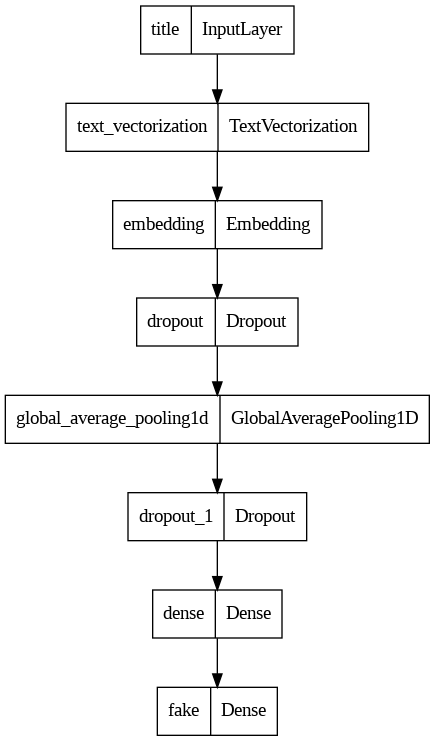 title InputLayer
text_vectorization TextVectorization
embedding Embedding
dropout Dropout
global_average_pooling1d GlobalAveragePooling1D
dropout_1 Dropout
dense Dense
fake Dense